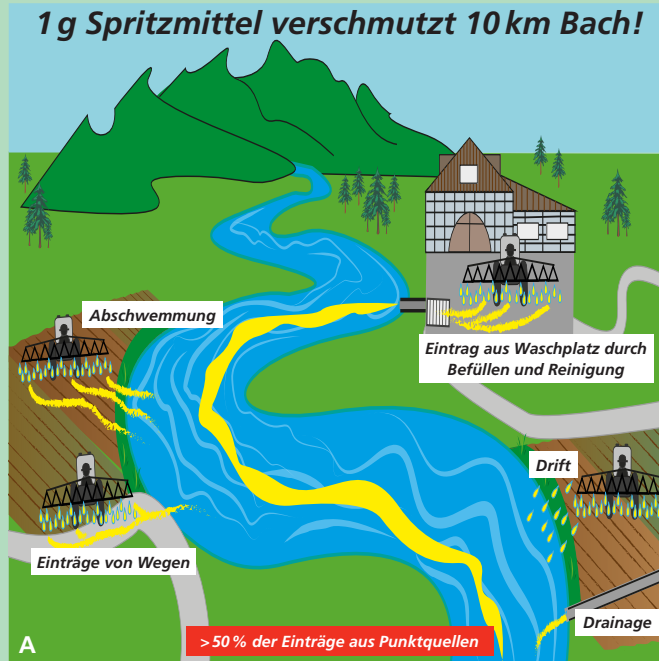 1 g Spritzmittel verschmutzt 10 km Bach!
Abschwemmung
Eintrag aus Waschplatz durch
Befüllen und Reinigung
Drift
Einträge von Wegen
Drainage
A
>50 % der Einträge aus Punktquellen